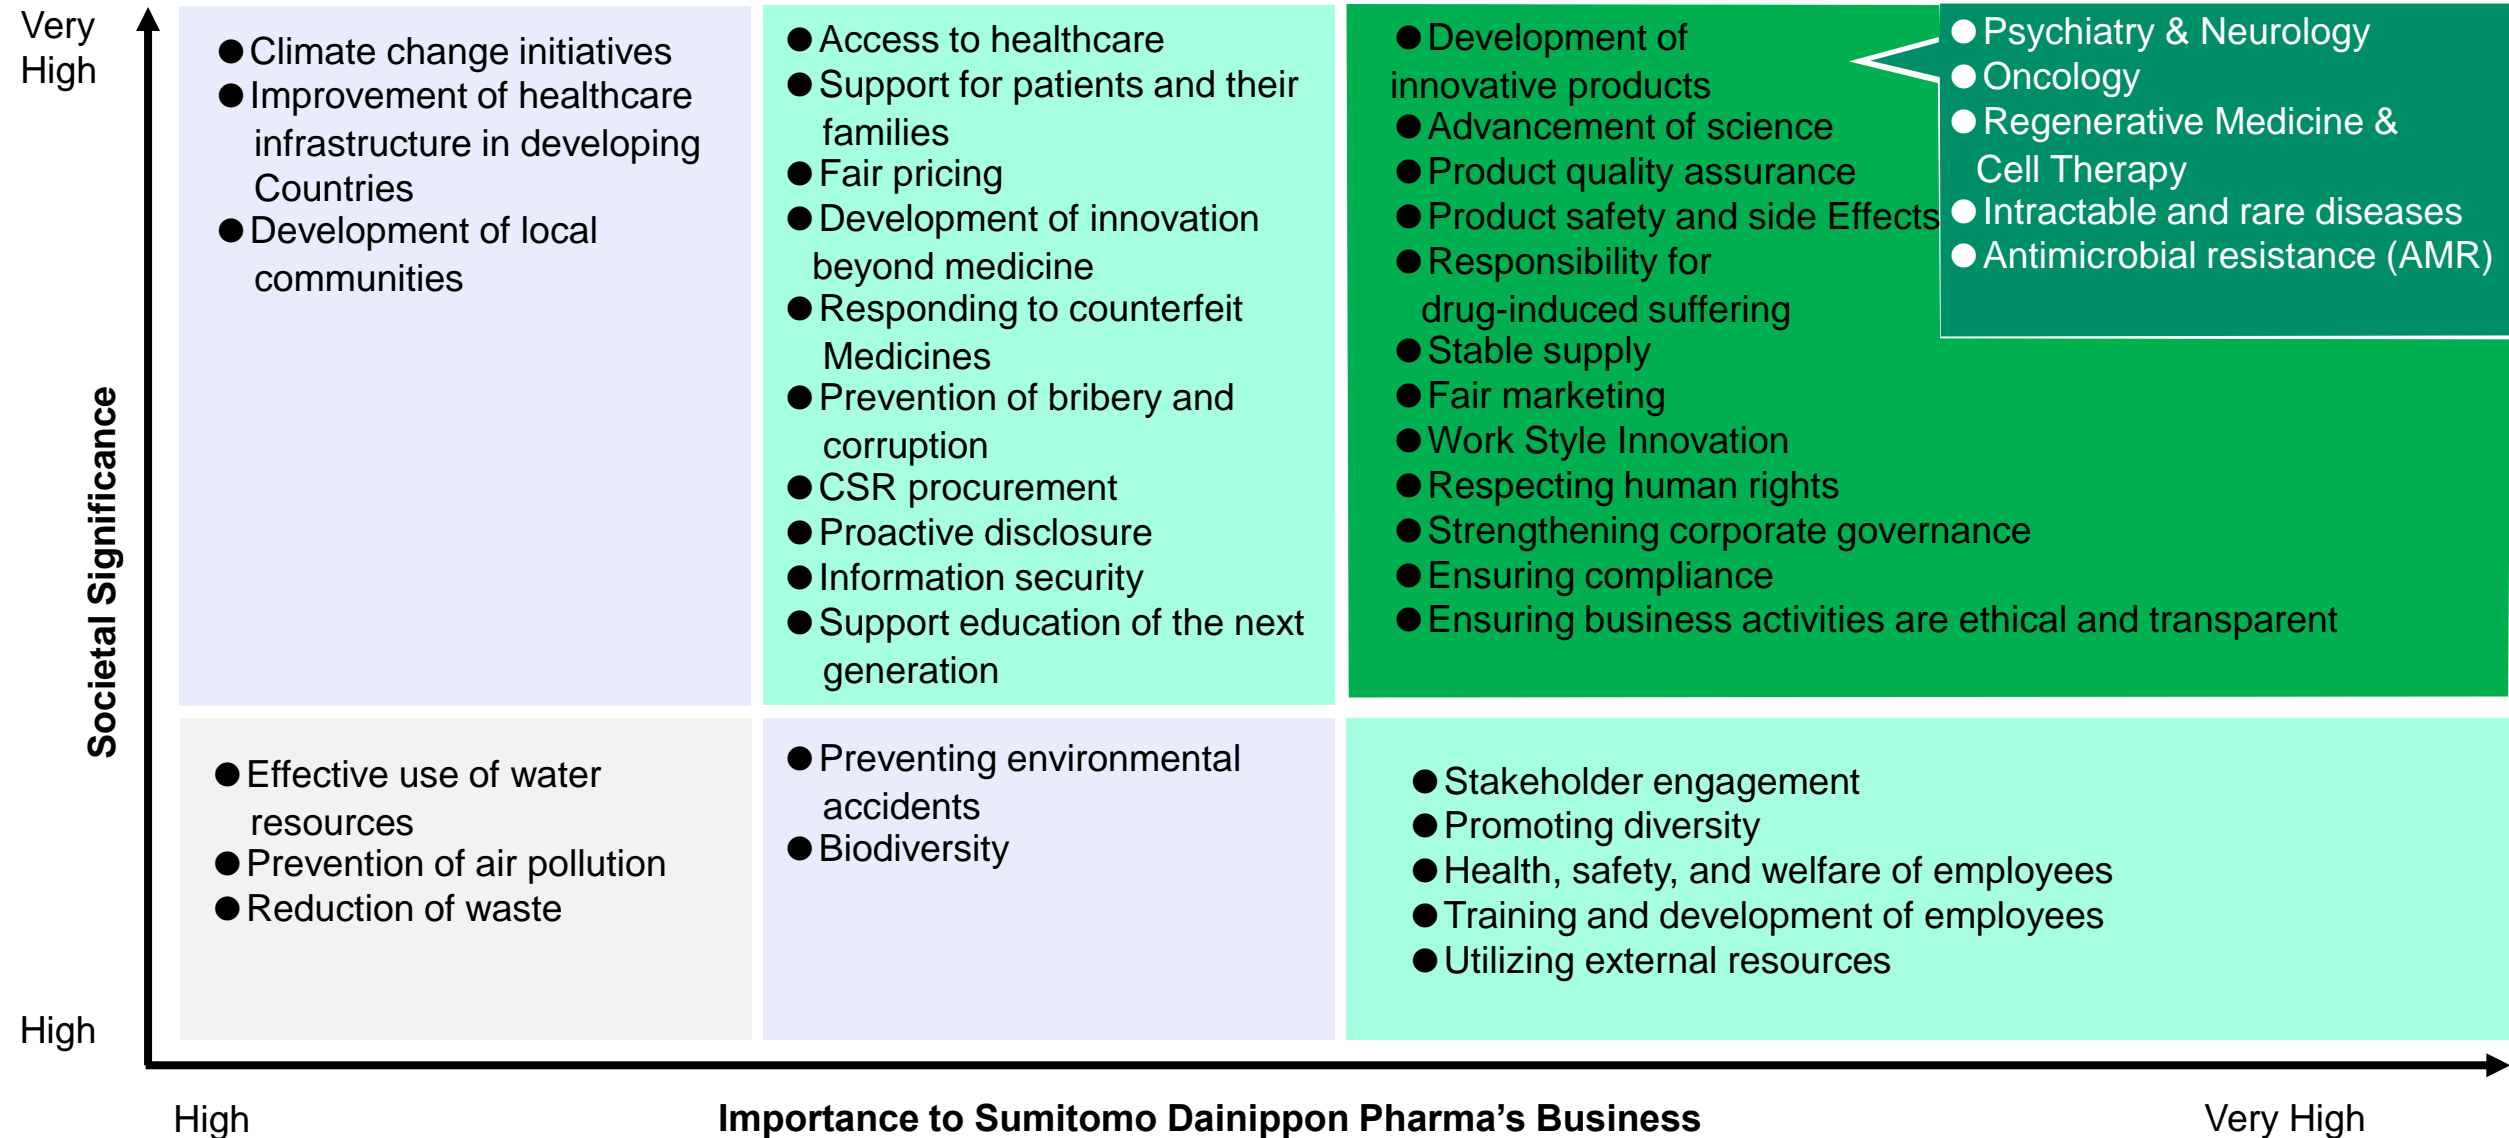 Very
High
● Climate change initiatives
● Improvement of healthcare
infrastructure in developing
Countries
● Development of local
communities
● Access to healthcare
● Support for patients and their
families
● Fair pricing
● Development of innovation
beyond medicine
● Responding to counterfeit
Medicines
● Prevention of bribery and
corruption
● CSR procurement
● Proactive disclosure
● Information security
● Support education of the next
generation
● Development of
innovative products
● Advancement of science
● Product quality assurance
● Product safety and side Effects
● Responsibility for
drug-induced suffering
● Stable supply
● Fair marketing
● Work Style Innovation
● Respecting human rights
● Strengthening corporate governance
● Ensuring compliance
● Ensuring business activities are ethical and transparent
● Psychiatry & Neurology
● Oncology
● Regenerative Medicine &
Cell Therapy
● Intractable and rare diseases
● Antimicrobial resistance (AMR)
Societal Significance
● Effective use of water
resources
● Prevention of air pollution
● Reduction of waste
● Preventing environmental
accidents
● Biodiversity
● Stakeholder engagement
● Promoting diversity
● Health, safety, and welfare of employees
● Training and development of employees
● Utilizing external resources
High
High
Importance to Sumitomo Dainippon Pharma’s Business
Very High